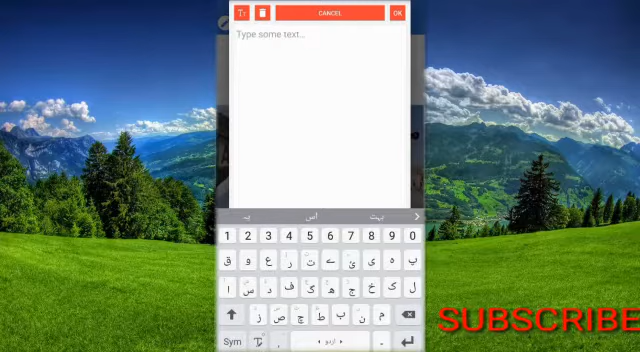 Tт CANCEL OK
Type some text...
یہ اس بہت
1 2 3 4 5 6 7 8 9 0
ق و ع ر ت ے ئ ی ہ پ
ا س د ف گ ھ ج ک خ ل
ز ص چ ط ب ن م
Sym ، اردو .
SUBSCRIBE